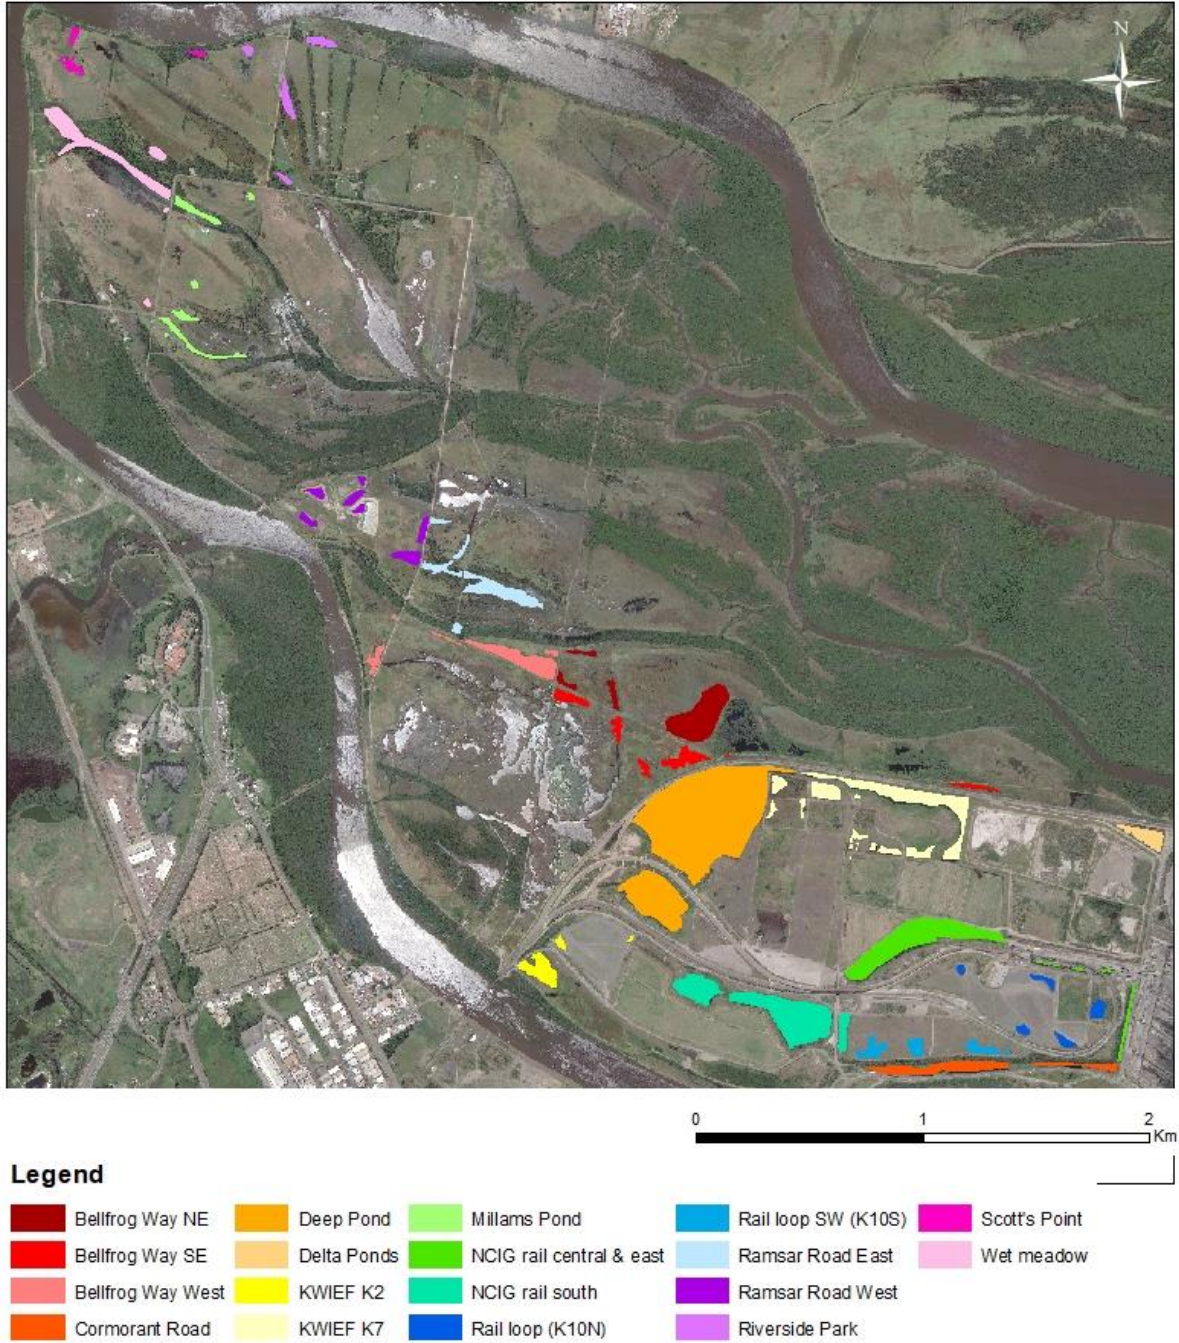 N
0 1 2
Km
Legend
Bellfrog Way NE
Bellfrog Way SE
Bellfrog Way West
Cormorant Road
Deep Pond
Delta Ponds
KWIEF K2
KWIEF K7
Millams Pond
NCIG rail central & east
NCIG rail south
Rail loop (K10N)
Rail loop SW (K10S)
Ramsar Road East
Ramsar Road West
Riverside Park
Scott's Point
Wet meadow